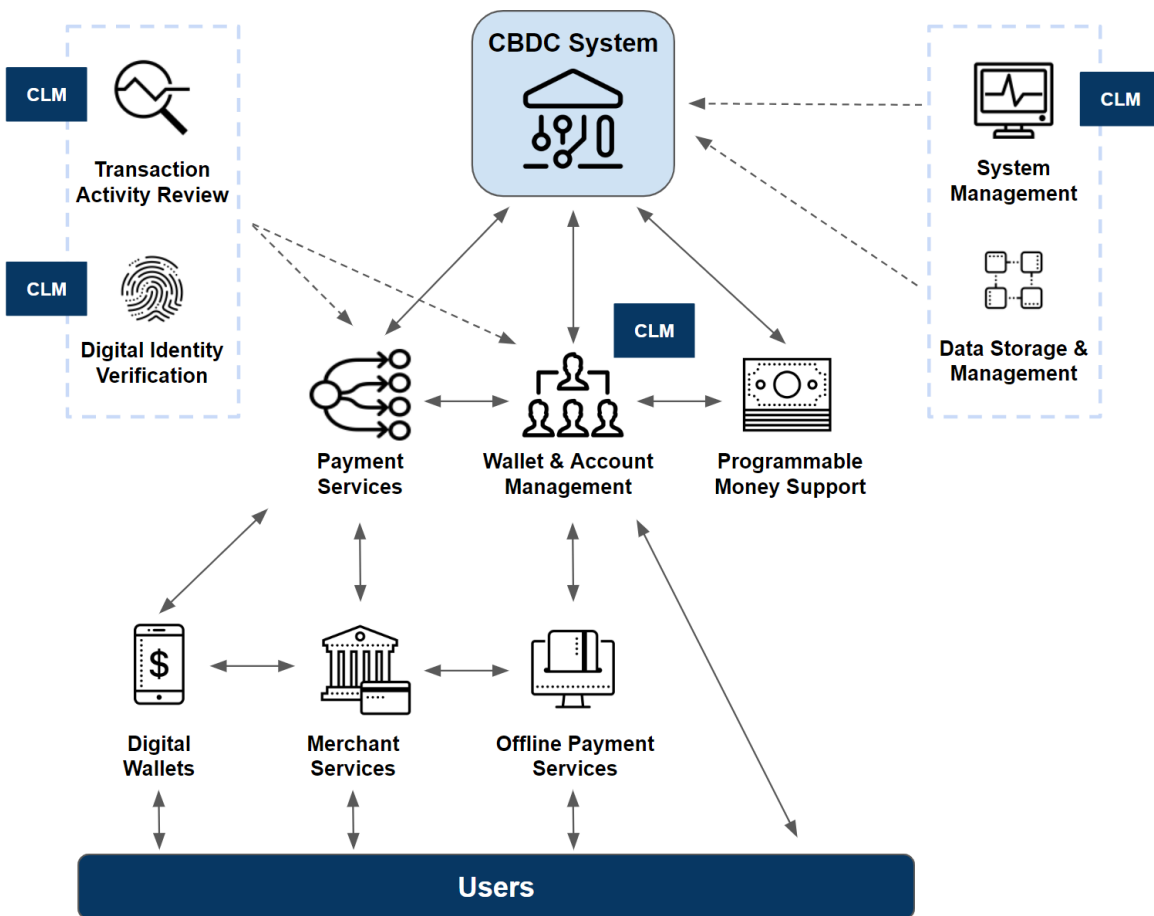 CBDC System
CLM
Transaction
Activity Review
CLM
Digital Identity
Verification
CLM
System
Management
Data Storage &
Management
CLM
Payment
Services
Wallet & Account
Management
Programmable
Money Support
$
Digital
Wallets
Merchant
Services
Offline Payment
Services
Users